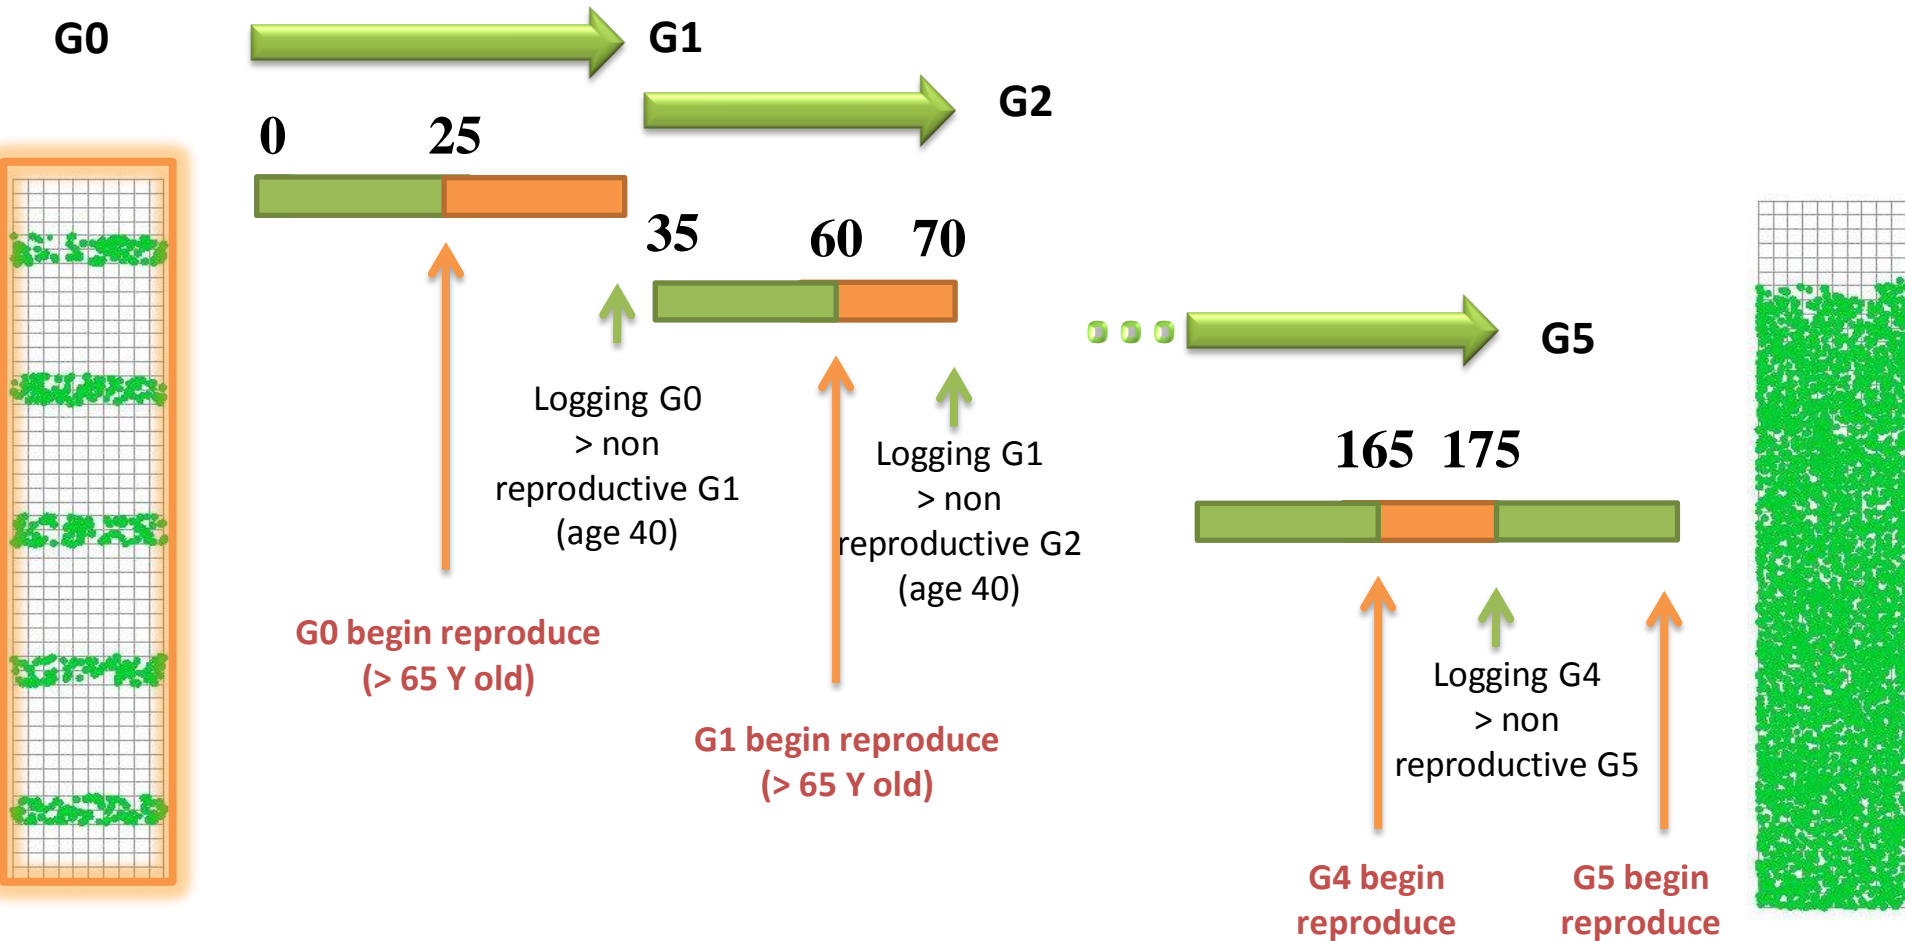 G0
G1
G2
0
25
35
60
70
Logging G0
> non
reproductive G1
(age 40)
Logging G1
> non
reproductive G2
(age 40)
G0 begin reproduce
(> 65 Y old)
G1 begin reproduce
(> 65 Y old)
G5
165
175
Logging G4
> non
reproductive G5
G4 begin
reproduce
G5 begin
reproduce